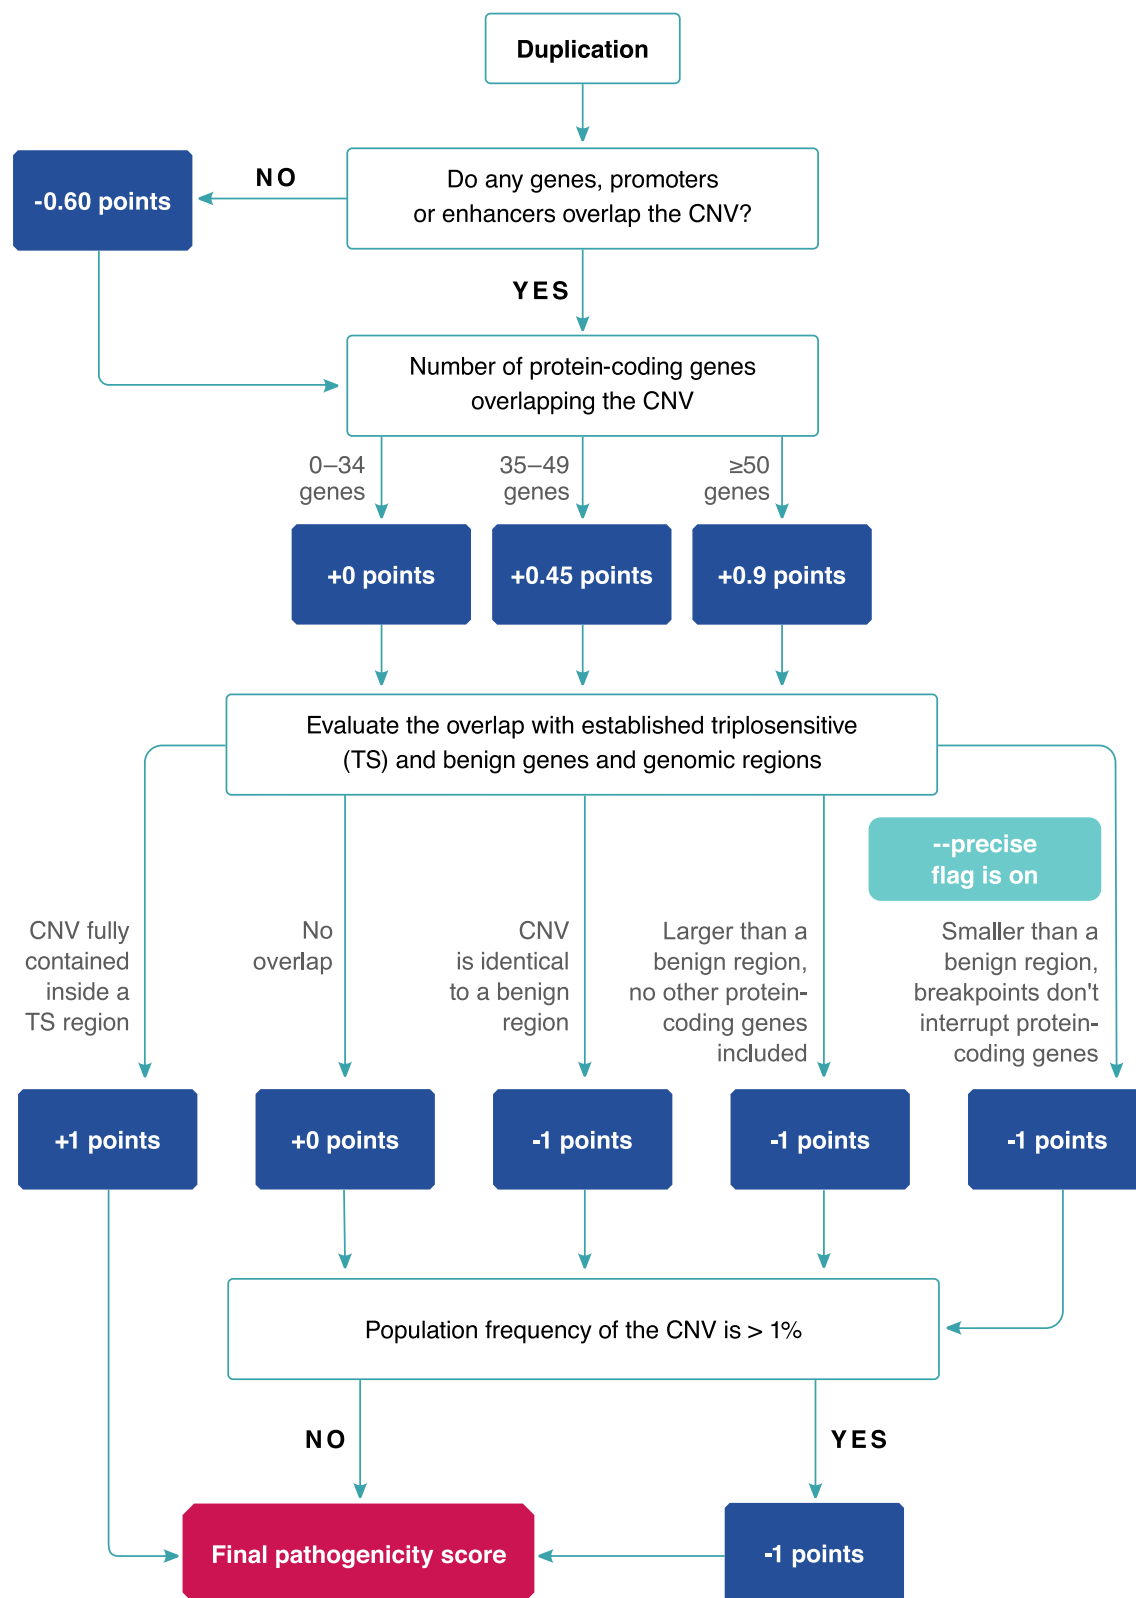 Duplication
NO
-0.60 points
Do any genes, promoters
or enhancers overlap the CNV?
YES
Number of protein-coding genes
overlapping the CNV
0–34
genes
35–49
genes
≥50
genes
+0 points
+0.45 points
+0.9 points
Evaluate the overlap with established triplosensitive
(TS) and benign genes and genomic regions
--precise
flag is on
CNV fully
contained
inside a
TS region
No
overlap
CNV
is identical
to a benign
region
Larger than a
benign region,
no other protein-
coding genes
included
Smaller than a
benign region,
breakpoints don't
interrupt protein-
coding genes
+1 points
+0 points
-1 points
-1 points
-1 points
Population frequency of the CNV is > 1%
NO
YES
Final pathogenicity score
-1 points